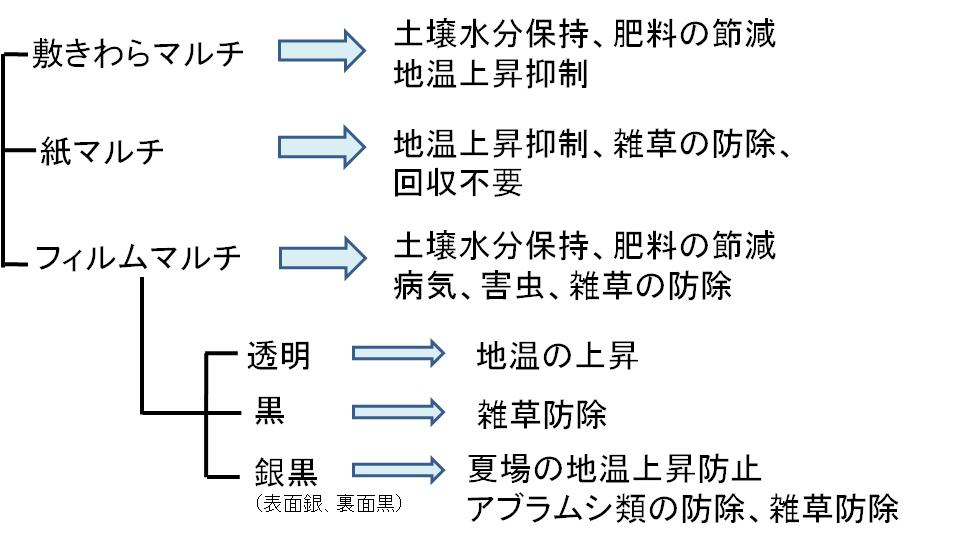 敷きわらマルチ
土壌水分保持、肥料の節減
地温上昇抑制
紙マルチ
地温上昇抑制、雑草の防除、
回収不要
フィルムマルチ
土壌水分保持、肥料の節減
病気、害虫、雑草の防除
透明
地温の上昇
黒
雑草防除
銀黒
(表面銀、裏面黒)
夏場の地温上昇防止
アブラムシ類の防除、雑草防除